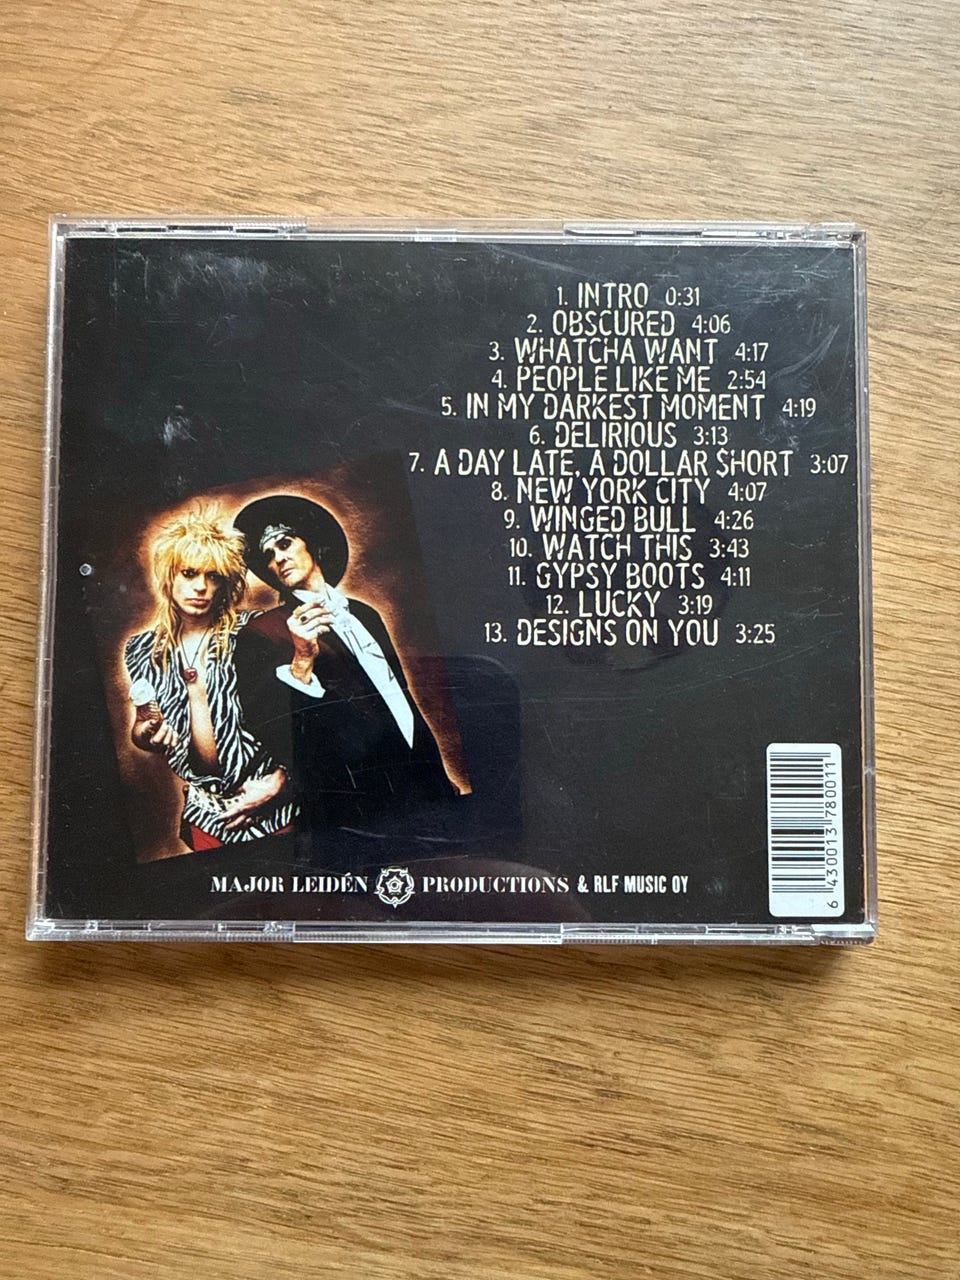 1. INTRO 0:31
2. OBSCURED 4:06
3. WHATCHA WANT 4:17
4. PEOPLE LIKE ME 2:54
5. IN MY DARKEST MOMENT 4:19
6. DELIRIOUS 3:13
7. A DAY LATE, A DOLLAR $HORT 3:07
8. NEW YORK CITY 4:07
9. WINGED BULL 4:26
10. WATCH THIS 3:43
11. GYPSY BOOTS 4:11
12. LUCKY 3:19
13. DESIGNS ON YOU 3:25
MAJOR LEIDÉN PRODUCTIONS & RLF MUSIC OY
6 430013 780011